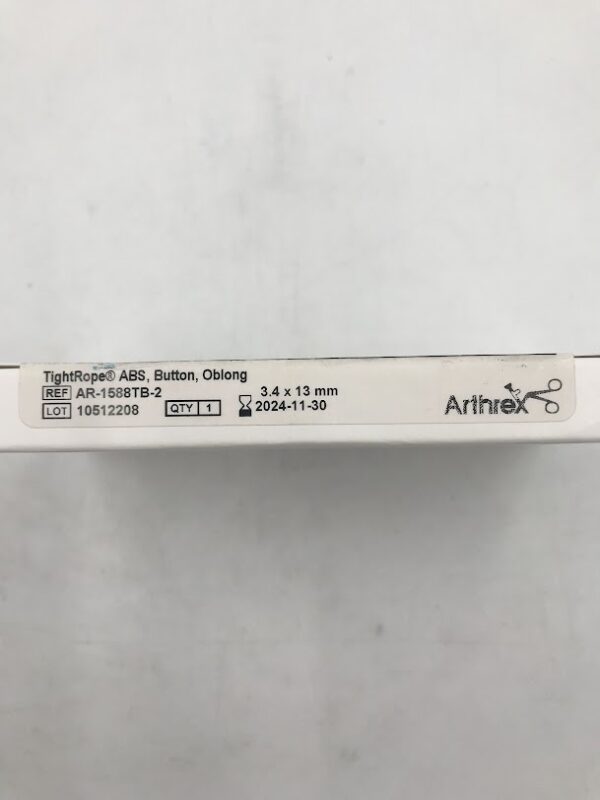 TightRope® ABS, Button, Oblong
REF AR-1588TB-2 3.4 x 13 mm
LOT 10512208 QTY 1 2024-11-30
Arthrex